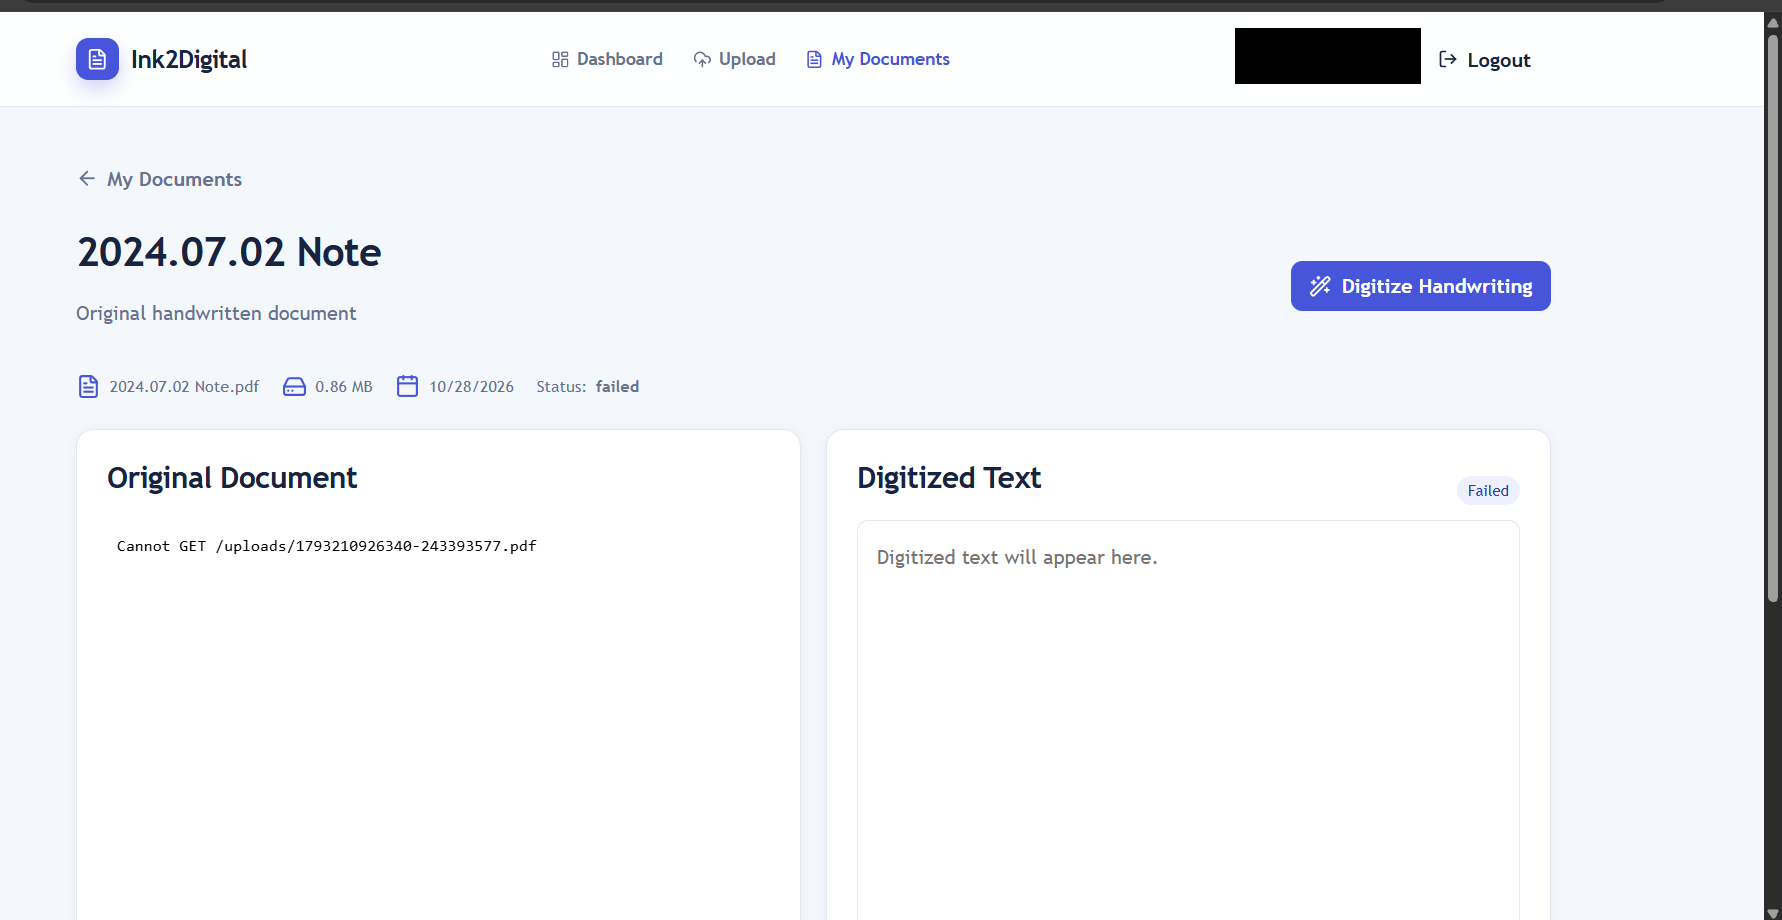 Ink2Digital
Dashboard
Upload
My Documents
Logout
My Documents
2024.07.02 Note
Digitize Handwriting
Original handwritten document
2024.07.02 Note.pdf
0.86 MB
10/28/2026
Status: failed
Original Document
Cannot GET /uploads/1793210926340-243393577.pdf
Digitized Text
Failed
Digitized text will appear here.